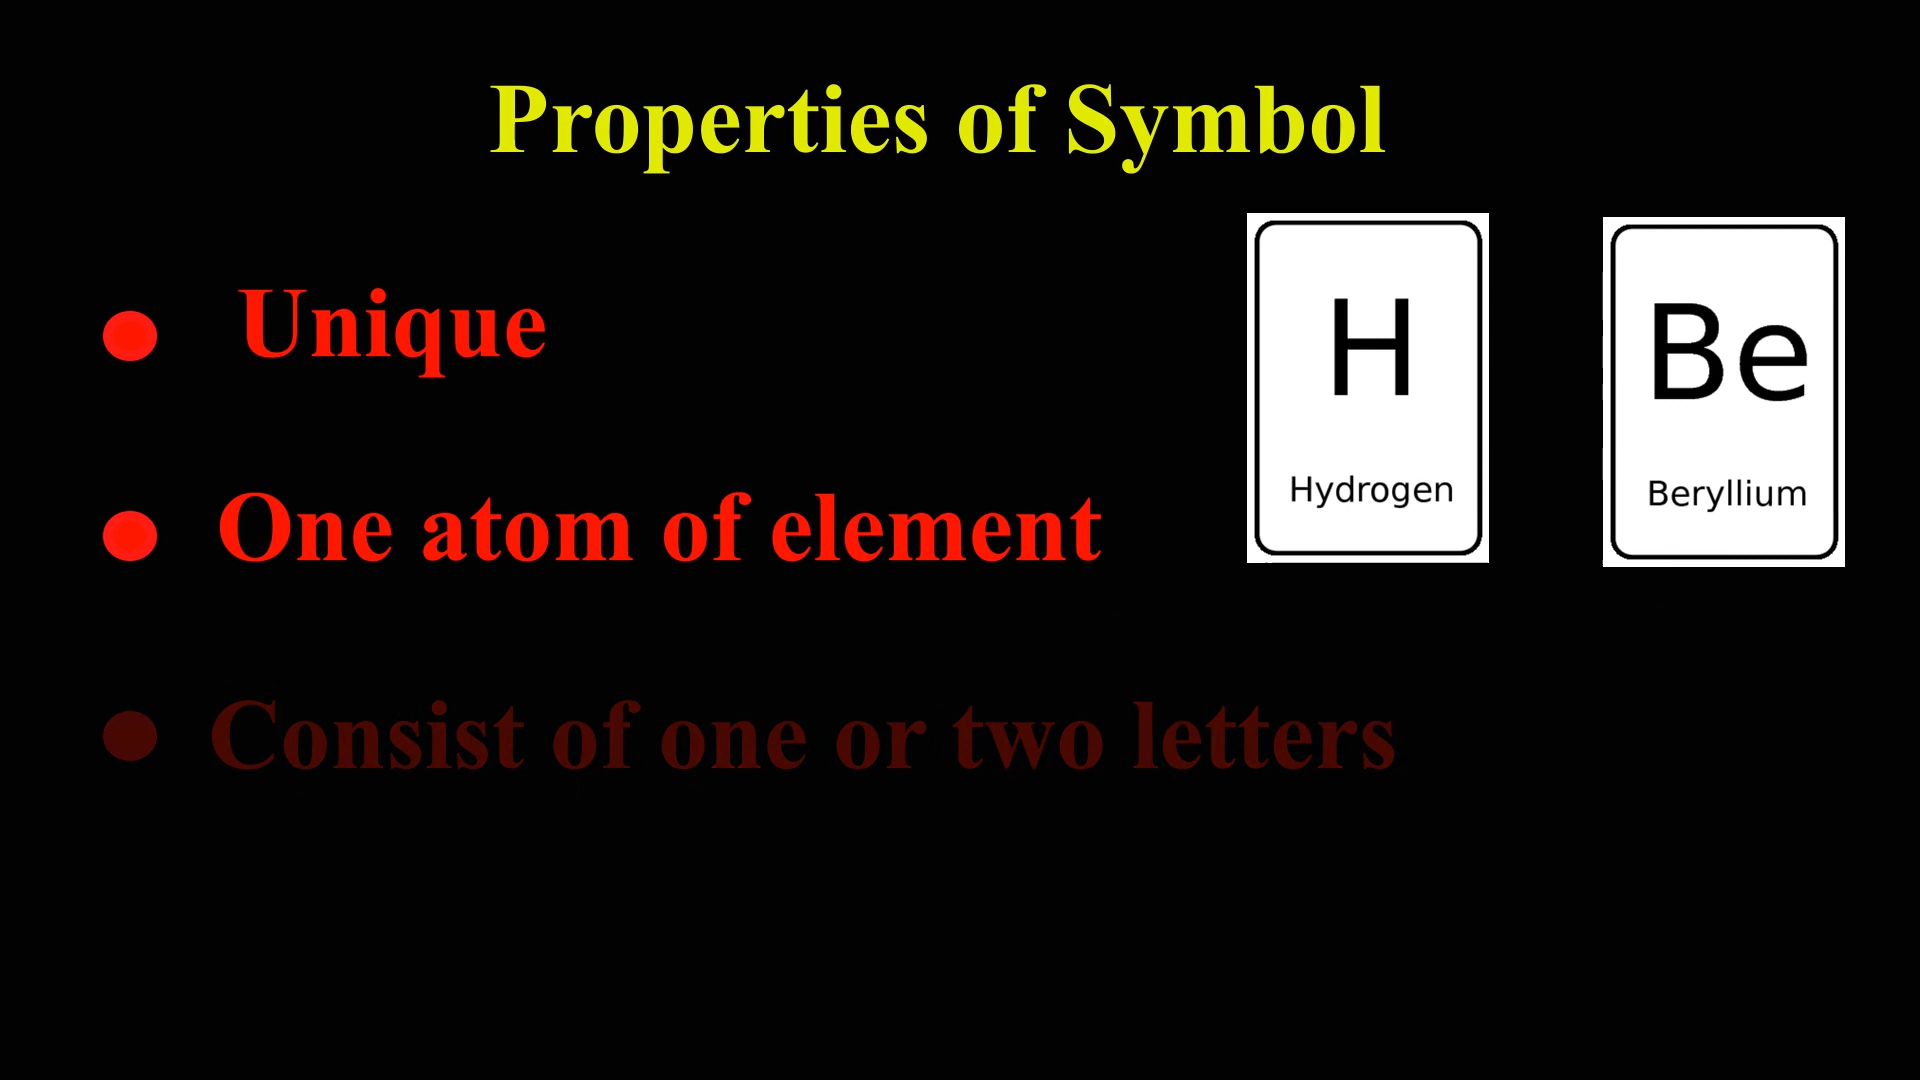 Properties of Symbol
Unique
One atom of element
Consist of one or two letters
H
Hydrogen
Be
Beryllium